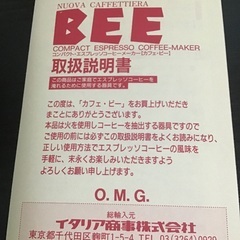 NUOVA CAFFETTIERA
BEE
COMPACT ESPRESSO COFFEE-MAKER
コンパクト・エスプレッソコーヒーメーカー【カフェ・ビー】
取扱説明書
この商品はご家庭でエスプレッソコーヒーを
淹れるために使用する器具です。
この度は、「カフェ・ビー」をお買上げいただき
まことにありがとうございます。
本品は火を使用しコーヒーを抽出する器具ですので
ご使用の前には必ずこの取扱説明書をよくお読みになり、
正しい使用方法でエスプレッソコーヒーの風味を
手軽に、末永くお楽しみいただきますよう
よろしくお願い申し上げます。
O. M. G.
総輸入元
イタリア商事株式会社
東京都千代田区麹町1-5-4 TEL 03(3264)0920